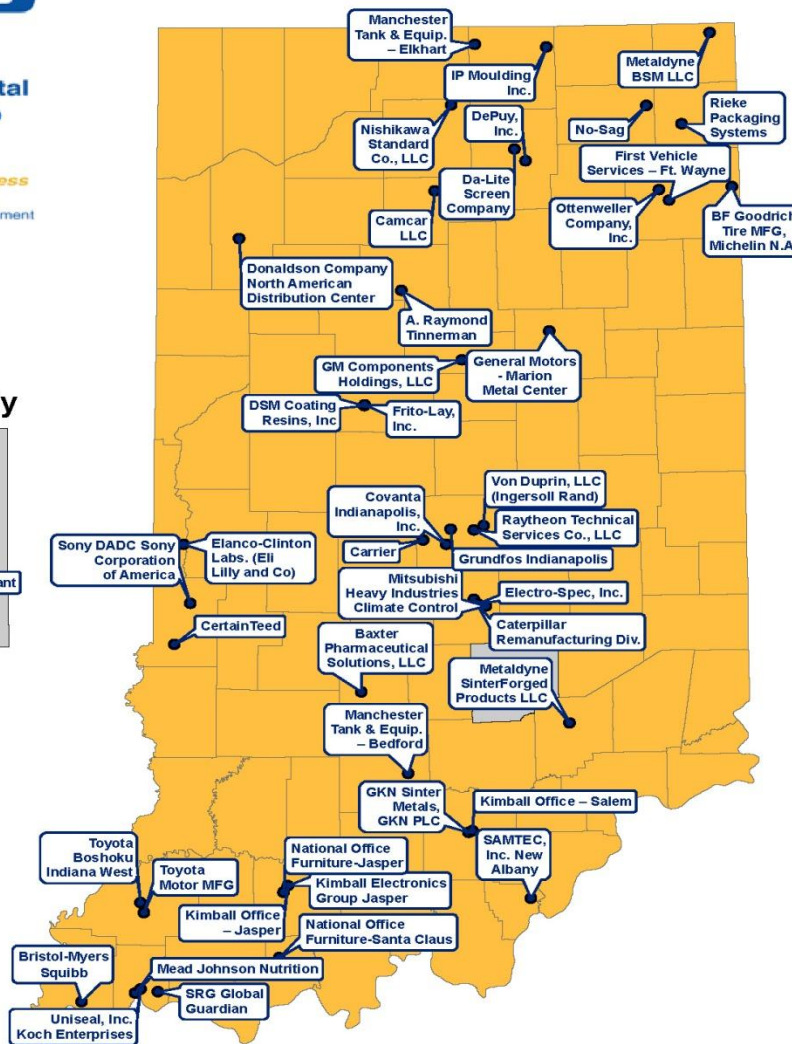 tal
ess
ment
y
ant
Manchester
Tank & Equip.
– Elkhart
IP Moulding
Inc.
Metaldyne
BSM LLC
Nishikawa
Standard
Co., LLC
DePuy,
Inc.
No-Sag
Rieke
Packaging
Systems
First Vehicle
Services – Ft. Wayne
Da-Lite
Screen
Company
Camcar
LLC
Ottenweller
Company,
Inc.
BF Goodrich
Tire MFG,
Michelin N.A
Donaldson Company
North American
Distribution Center
A. Raymond
Tinnerman
GM Components
Holdings, LLC
General Motors
- Marion
Metal Center
DSM Coating
Resins, Inc
Frito-Lay,
Inc.
Von Duprin, LLC
(Ingersoll Rand)
Covanta
Indianapolis,
Inc.
Raytheon Technical
Services Co., LLC
Carrier
Grundfos Indianapolis
Sony DADC Sony
Corporation
of America
Elanco-Clinton
Labs. (Eli
Lilly and Co)
Mitsubishi
Heavy Industries
Climate Control
Electro-Spec, Inc.
Caterpillar
Remanufacturing Div.
CertainTeed
Baxter
Pharmaceutical
Solutions, LLC
Metaldyne
SinterForged
Products LLC
Manchester
Tank & Equip.
– Bedford
GKN Sinter
Metals,
GKN PLC
Kimball Office – Salem
SAMTEC,
Inc. New
Albany
Toyota
Boshoku
Indiana West
Toyota
Motor MFG
National Office
Furniture-Jasper
Kimball Electronics
Group Jasper
Kimball Office
– Jasper
National Office
Furniture-Santa Claus
Bristol-Myers
Squibb
Mead Johnson Nutrition
SRG Global
Guardian
Uniseal, Inc.
Koch Enterprises